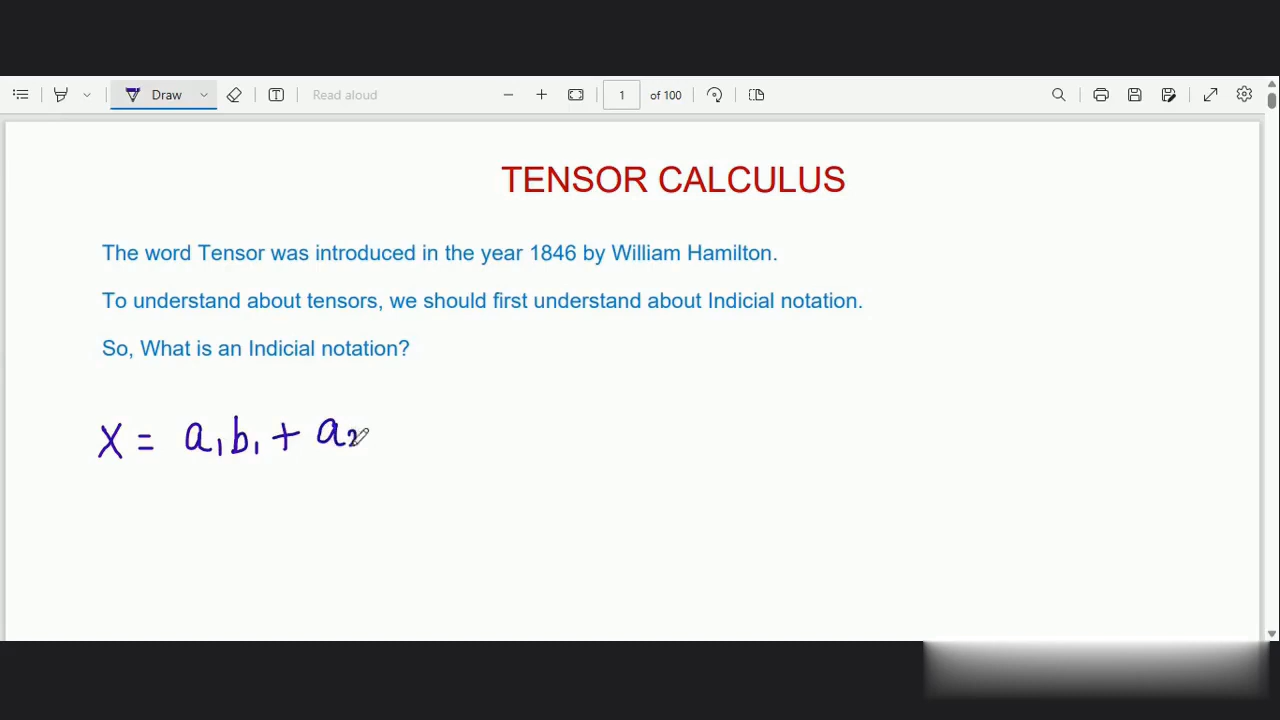 Draw
Read aloud
1
of 100
TENSOR CALCULUS
The word Tensor was introduced in the year 1846 by William Hamilton.
To understand about tensors, we should first understand about Indicial notation.
So, What is an Indicial notation?
X = a₁b₁ + a₂